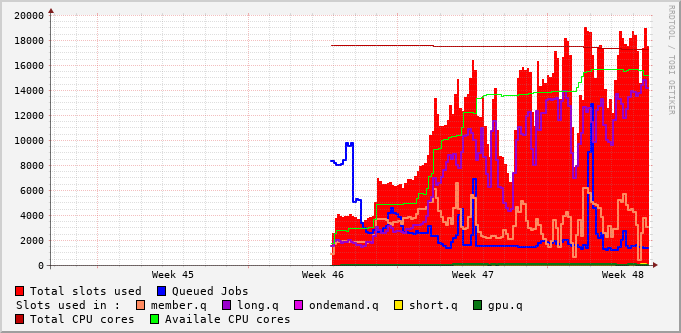 20000
18000
16000
14000
12000
10000
8000
6000
4000
2000
0
Week 45 Week 46 Week 47 Week 48
RRDTOOL / TOBI OETIKER
Total slots used Queued Jobs
Slots used in : member.q long.q ondemand.q short.q gpu.q
Total CPU cores Availale CPU cores